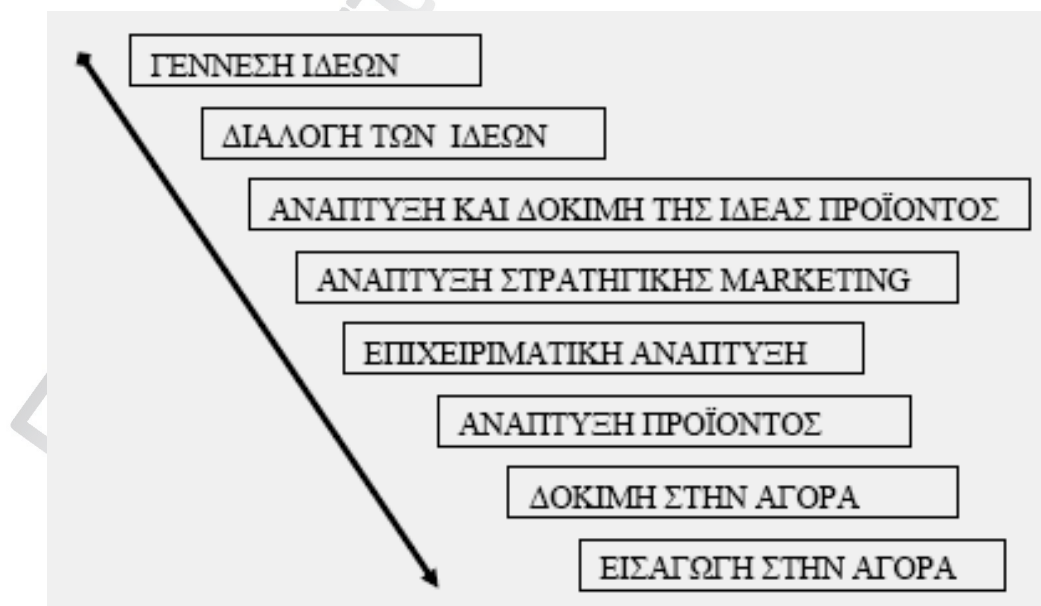 ΓΕΝΝΕΣΗ ΙΔΕΩΝ
ΔΙΑΛΟΓΗ ΤΩΝ ΙΔΕΩΝ
ΑΝΑΠΤΥΞΗ ΚΑΙ ΔΟΚΙΜΗ ΤΗΣ ΙΔΕΑΣ ΠΡΟΪΟΝΤΟΣ
ΑΝΑΠΤΥΞΗ ΣΤΡΑΤΗΓΙΚΗΣ MARKETING
ΕΠΙΧΕΙΡΙΜΑΤΙΚΗ ΑΝΑΠΤΥΞΗ
ΑΝΑΠΤΥΞΗ ΠΡΟΪΟΝΤΟΣ
ΔΟΚΙΜΗ ΣΤΗΝ ΑΓΟΡΑ
ΕΙΣΑΓΩΓΗ ΣΤΗΝ ΑΓΟΡΑ